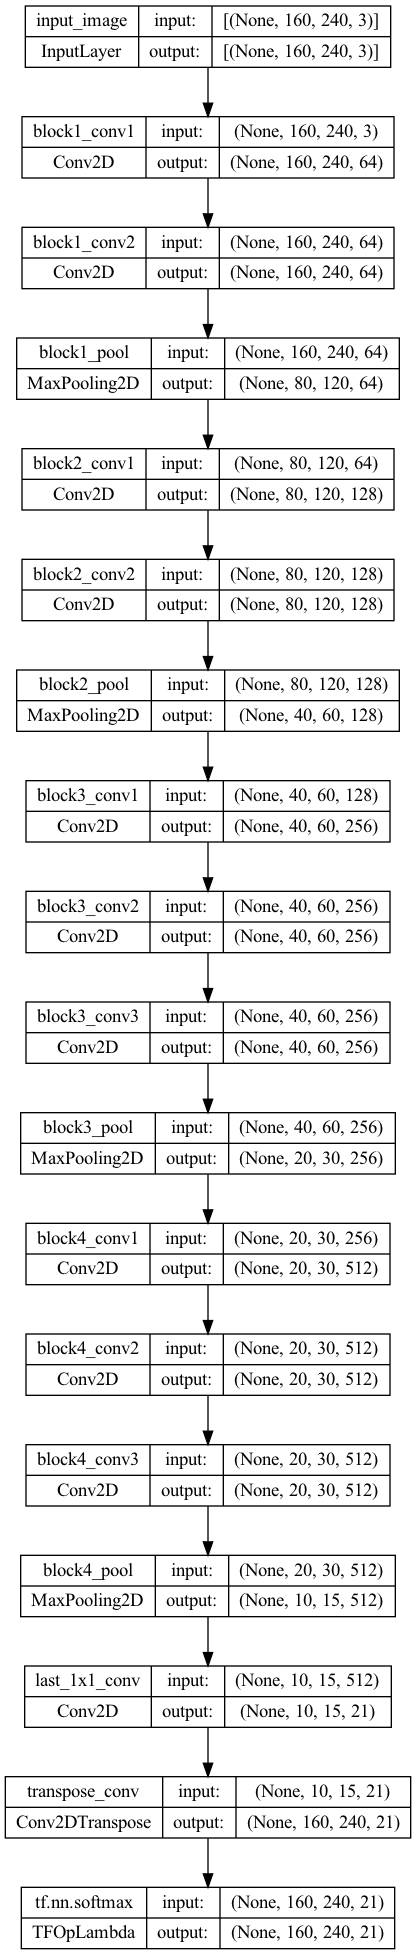 input_image input: [(None, 160, 240, 3)]
InputLayer output: [(None, 160, 240, 3)]
block1_conv1 input: (None, 160, 240, 3)
Conv2D output: (None, 160, 240, 64)
block1_conv2 input: (None, 160, 240, 64)
Conv2D output: (None, 160, 240, 64)
block1_pool input: (None, 160, 240, 64)
MaxPooling2D output: (None, 80, 120, 64)
block2_conv1 input: (None, 80, 120, 64)
Conv2D output: (None, 80, 120, 128)
block2_conv2 input: (None, 80, 120, 128)
Conv2D output: (None, 80, 120, 128)
block2_pool input: (None, 80, 120, 128)
MaxPooling2D output: (None, 40, 60, 128)
block3_conv1 input: (None, 40, 60, 128)
Conv2D output: (None, 40, 60, 256)
block3_conv2 input: (None, 40, 60, 256)
Conv2D output: (None, 40, 60, 256)
block3_conv3 input: (None, 40, 60, 256)
Conv2D output: (None, 40, 60, 256)
block3_pool input: (None, 40, 60, 256)
MaxPooling2D output: (None, 20, 30, 256)
block4_conv1 input: (None, 20, 30, 256)
Conv2D output: (None, 20, 30, 512)
block4_conv2 input: (None, 20, 30, 512)
Conv2D output: (None, 20, 30, 512)
block4_conv3 input: (None, 20, 30, 512)
Conv2D output: (None, 20, 30, 512)
block4_pool input: (None, 20, 30, 512)
MaxPooling2D output: (None, 10, 15, 512)
last_1x1_conv input: (None, 10, 15, 512)
Conv2D output: (None, 10, 15, 21)
transpose_conv input: (None, 10, 15, 21)
Conv2DTranspose output: (None, 160, 240, 21)
tf.nn.softmax input: (None, 160, 240, 21)
TFOpLambda output: (None, 160, 240, 21)